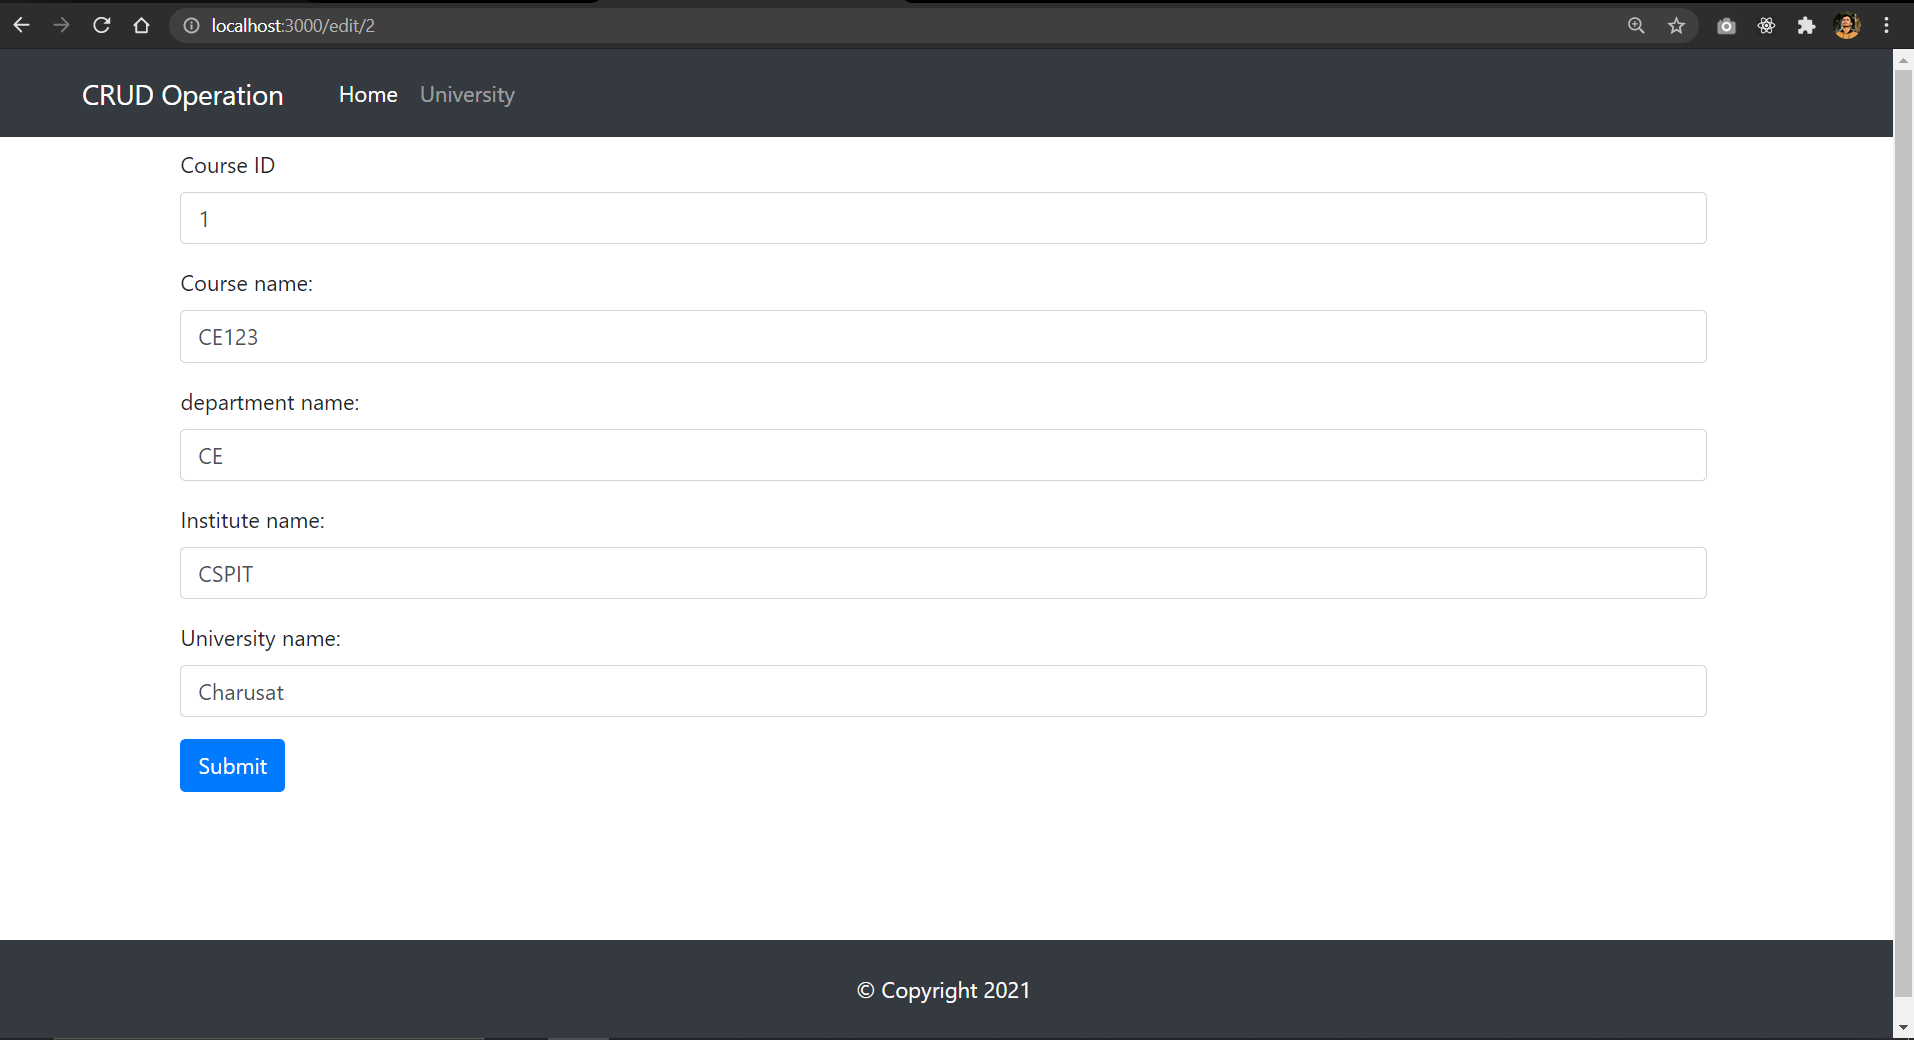 localhost:3000/edit/2
CRUD Operation Home University
Course ID
1
Course name:
CE123
department name:
CE
Institute name:
CSPIT
University name:
Charusat
Submit
© Copyright 2021